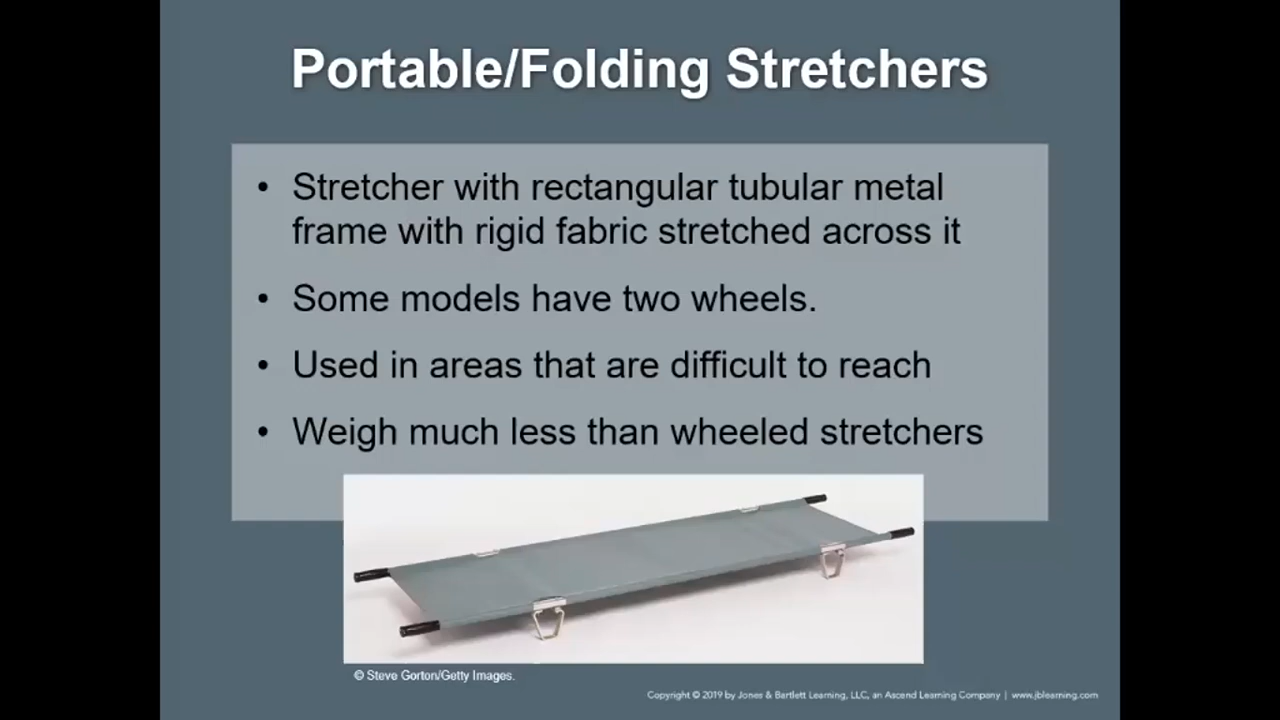 Portable/Folding Stretchers
• Stretcher with rectangular tubular metal
frame with rigid fabric stretched across it
• Some models have two wheels.
• Used in areas that are difficult to reach
• Weigh much less than wheeled stretchers
© Steve Gorton/Getty Images.
Copyright © 2019 by Jones & Bartlett Learning, LLC, an Ascend Learning Company | www.jblearning.com